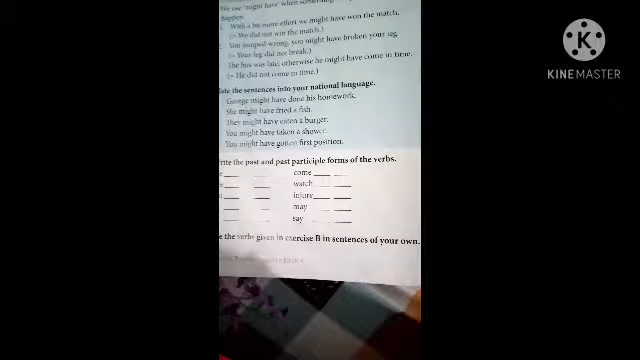 We use 'might have' when something
happen.
With a bit more effort we might have won the match.
(= We did not win the match.)
You jumped wrong, you might have broken your leg.
(= Your leg did not break.)
The bus was late, otherwise he might have come in time.
(= He did not come in time.)
late the sentences into your national language.
George might have done his homework.
She might have fried a fish.
They might have eaten a burger.
You might have taken a shower.
You might have gotten first position.
rite the past and past participle forms of the verbs.
come
watch
injure
may
say
e the verbs given in exercise B in sentences of your own.
Book
KINEMASTER